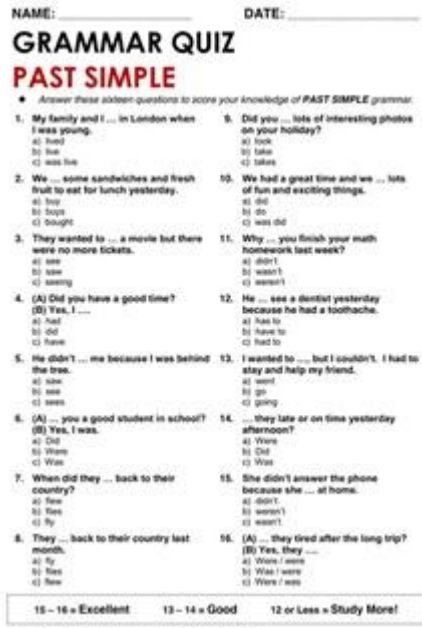 NAME: ____________________ DATE: ____________________
GRAMMAR QUIZ
PAST SIMPLE
● Answer these sixteen questions to score your knowledge of PAST SIMPLE grammar.
1. My family and I ... in London when
I was young.
a) lived
b) live
c) was live
2. We ... some sandwiches and fresh
fruit to eat for lunch yesterday.
a) buy
b) buys
c) bought
3. They wanted to ... a movie but there
were no more tickets.
a) see
b) saw
c) seeing
4. (A) Did you have a good time?
(B) Yes, I ....
a) had
b) did
c) have
5. He didn't ... me because I was behind
the tree.
a) saw
b) see
c) sees
6. (A) ... you a good student in school?
(B) Yes, I was.
a) Did
b) Were
c) Was
7. When did they ... back to their
country?
a) flew
b) flies
c) fly
8. They ... back to their country last
month.
a) fly
b) flies
c) flew
9. Did you ... lots of interesting photos
on your holiday?
a) took
b) take
c) takes
10. We had a great time and we ... lots
of fun and exciting things.
a) did
b) do
c) was did
11. Why ... you finish your math
homework last week?
a) didn't
b) wasn't
c) weren't
12. He ... see a dentist yesterday
because he had a toothache.
a) has to
b) have to
c) had to
13. I wanted to ..., but I couldn't. I had to
stay and help my friend.
a) went
b) go
c) going
14. ... they late or on time yesterday
afternoon?
a) Were
b) Did
c) Was
15. She didn't answer the phone
because she ... at home.
a) didn't
b) weren't
c) wasn't
16. (A) ... they tired after the long trip?
(B) Yes, they ....
a) Were / were
b) Was / were
c) Were / was
15 – 16 = Excellent 13 – 14 = Good 12 or Less = Study More!